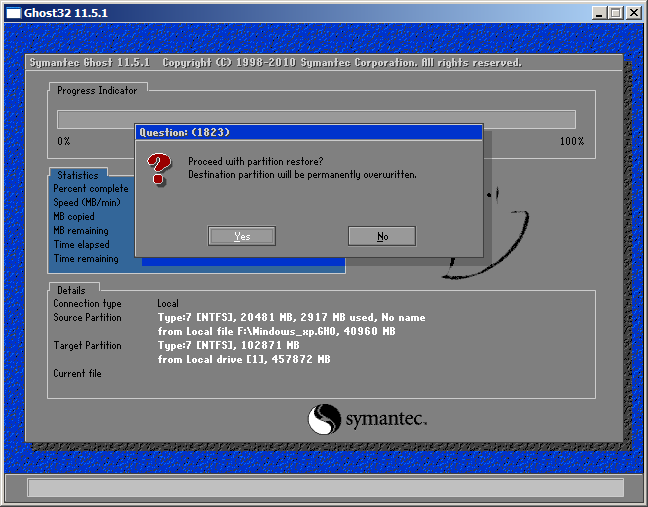 Ghost32 11.5.1
Symantec Ghost 11.5.1 Copyright (C) 1998-2010 Symantec Corporation. All rights reserved.
Progress Indicator
0% 100%
Question: (1823)
Proceed with partition restore?
Destination partition will be permanently overwritten.
Yes No
Statistics
Percent complete
Speed (MB/min)
MB copied
MB remaining
Time elapsed
Time remaining
Details
Connection type Local
Source Partition Type:7 [NTFS], 20481 MB, 2917 MB used, No name
from Local file F:\Windows_xp.GHO, 40960 MB
Target Partition Type:7 [NTFS], 102871 MB
from Local drive [1], 457872 MB
Current file
symantec.